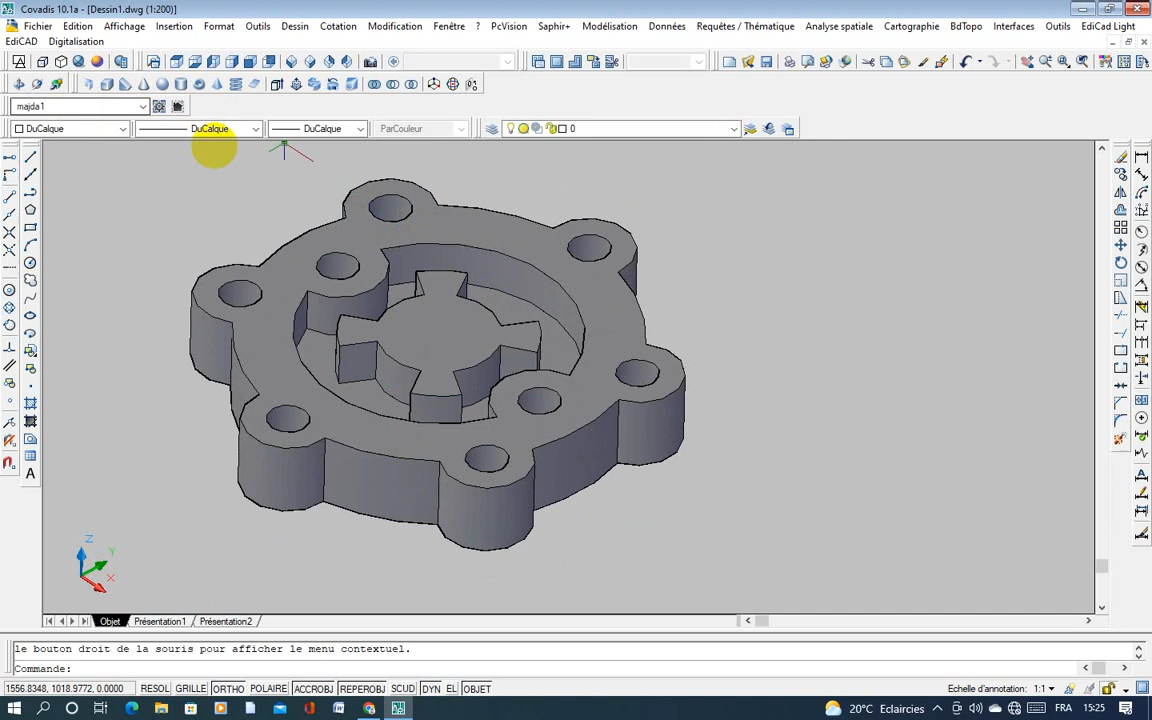 Covadis 10.1a - [Dessin1.dwg (1:200)]
Fichier Edition Affichage Insertion Format Outils Dessin Cotation Modification Fenêtre ? PcVision Saphir+ Modélisation Données Requêtes / Thématique Analyse spatiale Cartographie BdTopo Interfaces Outils EdiCad Light
EdiCAD Digitalisation
majda1
DuCalque DuCalque DuCalque ParCouleur 0
Z
Y
X
Objet Présentation1 Présentation2
le bouton droit de la souris pour afficher le menu contextuel.
Commande:
1556.8348, 1018.9772, 0.0000 RESOL GRILLE ORTHO POLAIRE ACCROBJ REPEROBJ SCUD DYN EL OBJET Echelle d'annotation: 1:1
20°C Eclaircies FRA 15:25